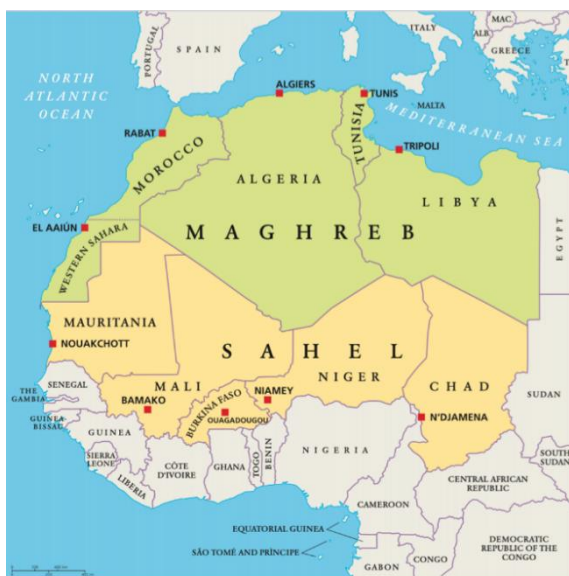 MAC.
ITALY
ALB.
GREECE
PORTUGAL
SPAIN
NORTH
ATLANTIC
OCEAN
ALGIERS
TUNIS
MALTA
MEDITERRANEAN SEA
RABAT
TUNISIA
TRIPOLI
MOROCCO
ALGERIA
LIBYA
EL AAIÚN
MAGHREB
WESTERN SAHARA
EGYPT
MAURITANIA
NOUAKCHOTT
SAHEL
SENEGAL
THE
GAMBIA
MALI
NIGER
CHAD
SUDAN
BAMAKO
BURKINA FASO
NIAMEY
OUAGADOUGOU
N'DJAMENA
GUINEA
BISSAU
GUINEA
SIERRA
LEONE
LIBERIA
CÔTE
D'IVOIRE
GHANA
TOGO
BENIN
NIGERIA
SOUTH
SUDAN
CENTRAL AFRICAN
REPUBLIC
CAMEROON
EQUATORIAL GUINEA
SÃO TOMÉ AND PRÍNCIPE
GABON
CONGO
DEMOCRATIC
REPUBLIC OF THE
CONGO